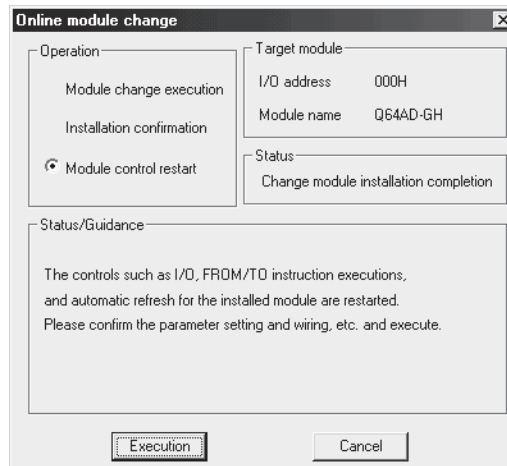 Online module change
Operation
Module change execution
Installation confirmation
Module control restart
Target module
I/O address 000H
Module name Q64AD-GH
Status
Change module installation completion
Status/Guidance
The controls such as I/O, FROM/TO instruction executions,
and automatic refresh for the installed module are restarted.
Please confirm the parameter setting and wiring, etc. and execute.
Execution Cancel